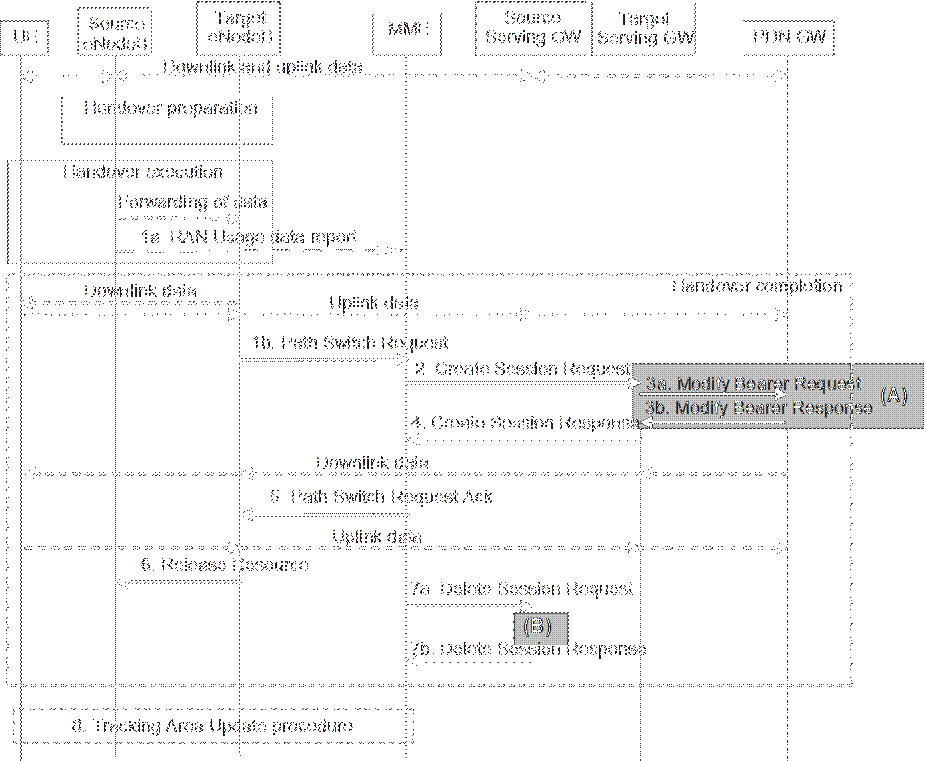 UE
Source
eNodeB
Target
eNodeB
MME
Source
Serving GW
Target
Serving GW
PDN GW
Downlink and uplink data
Handover preparation
Handover execution
Forwarding of data
1a. RAN Usage data report
Handover completion
Downlink data
Uplink data
1b. Path Switch Request
2. Create Session Request
3a. Modify Bearer Request
(A)
3b. Modify Bearer Response
4. Create Session Response
Downlink data
5. Path Switch Request Ack
Uplink data
6. Release Resource
7a. Delete Session Request
(B)
7b. Delete Session Response
8. Tracking Area Update procedure